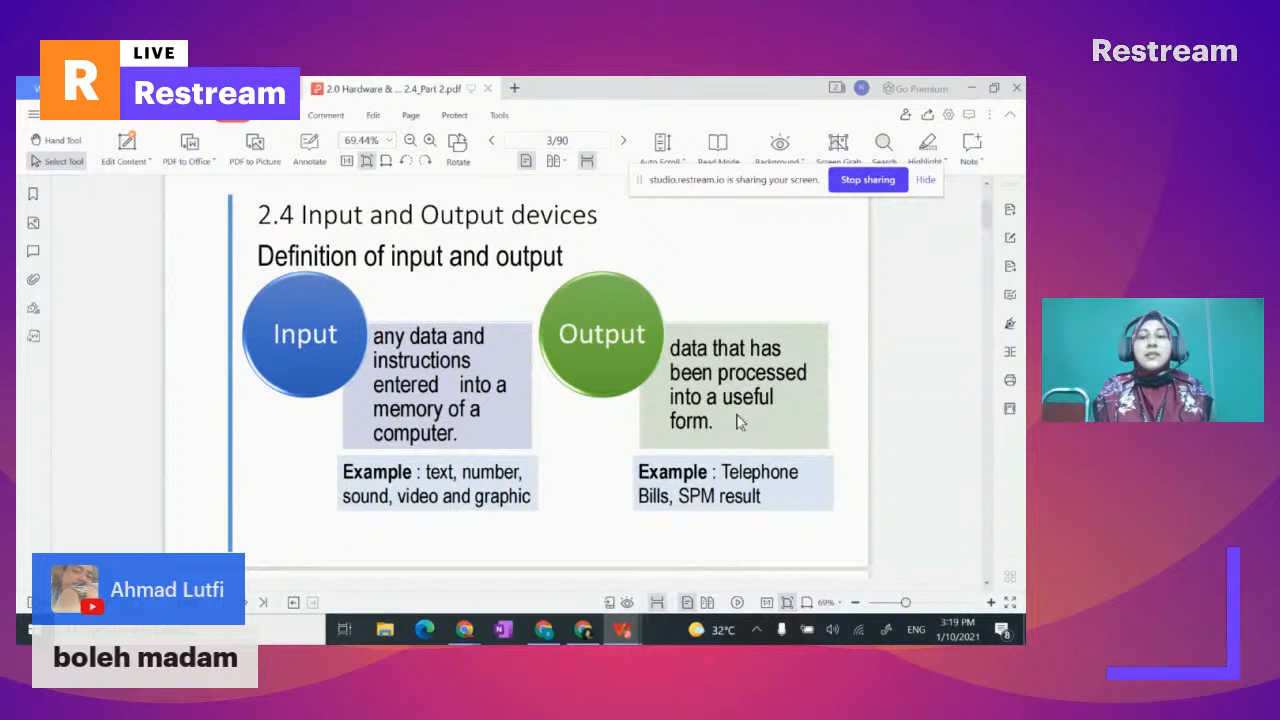 R
LIVE
Restream
Restream
2.0 Hardware & ... 2.4_Part 2.pdf
Go Premium
Comment Edit Page Protect Tools
Hand Tool
Select Tool
Edit Content
PDF to Office
PDF to Picture
Annotate
69.44%
Rotate
3/90
Auto Scroll
Read Mode
Background
Screen Grab
Search
Highlight
Note
studio.restream.io is sharing your screen.
Stop sharing
Hide
2.4 Input and Output devices
Definition of input and output
Input
any data and
instructions
entered into a
memory of a
computer.
Example : text, number,
sound, video and graphic
Output
data that has
been processed
into a useful
form.
Example : Telephone
Bills, SPM result
Ahmad Lutfi
boleh madam
69%
32°C
ENG
3:19 PM
1/10/2021
8